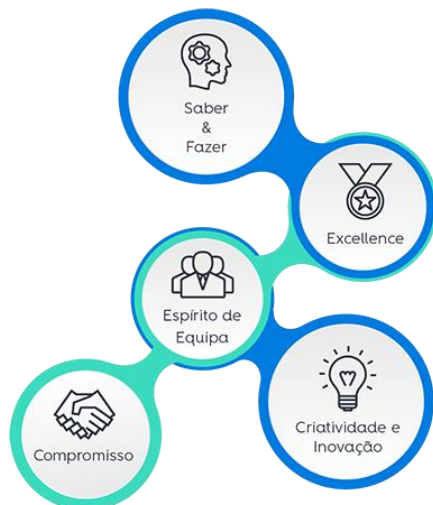 Saber
&
Fazer
Excellence
Espírito de
Equipa
Criatividade e
Inovação
Compromisso